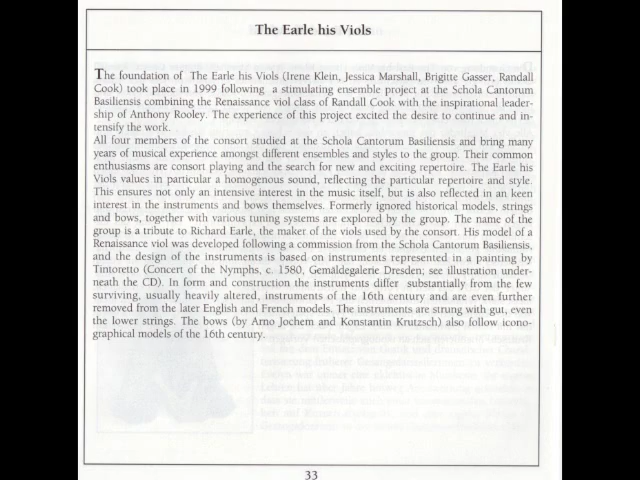 The Earle his Viols
The foundation of The Earle his Viols (Irene Klein, Jessica Marshall, Brigitte Gasser, Randall
Cook) took place in 1999 following a stimulating ensemble project at the Schola Cantorum
Basiliensis combining the Renaissance viol class of Randall Cook with the inspirational leader-
ship of Anthony Rooley. The experience of this project excited the desire to continue and in-
tensify the work.
All four members of the consort studied at the Schola Cantorum Basiliensis and bring many
years of musical experience amongst different ensembles and styles to the group. Their common
enthusiasms are consort playing and the search for new and exciting repertoire. The Earle his
Viols values in particular a homogenous sound, reflecting the particular repertoire and style.
This ensures not only an intensive interest in the music itself, but is also reflected in an keen
interest in the instruments and bows themselves. Formerly ignored historical models, strings
and bows, together with various tuning systems are explored by the group. The name of the
group is a tribute to Richard Earle, the maker of the viols used by the consort. His model of a
Renaissance viol was developed following a commission from the Schola Cantorum Basiliensis,
and the design of the instruments is based on instruments represented in a painting by
Tintoretto (Concert of the Nymphs, c. 1580, Gemäldegalerie Dresden; see illustration under-
neath the CD). In form and construction the instruments differ substantially from the few
surviving, usually heavily altered, instruments of the 16th century and are even further
removed from the later English and French models. The instruments are strung with gut, even
the lower strings. The bows (by Arno Jochem and Konstantin Krutzsch) also follow icono-
graphical models of the 16th century.
33